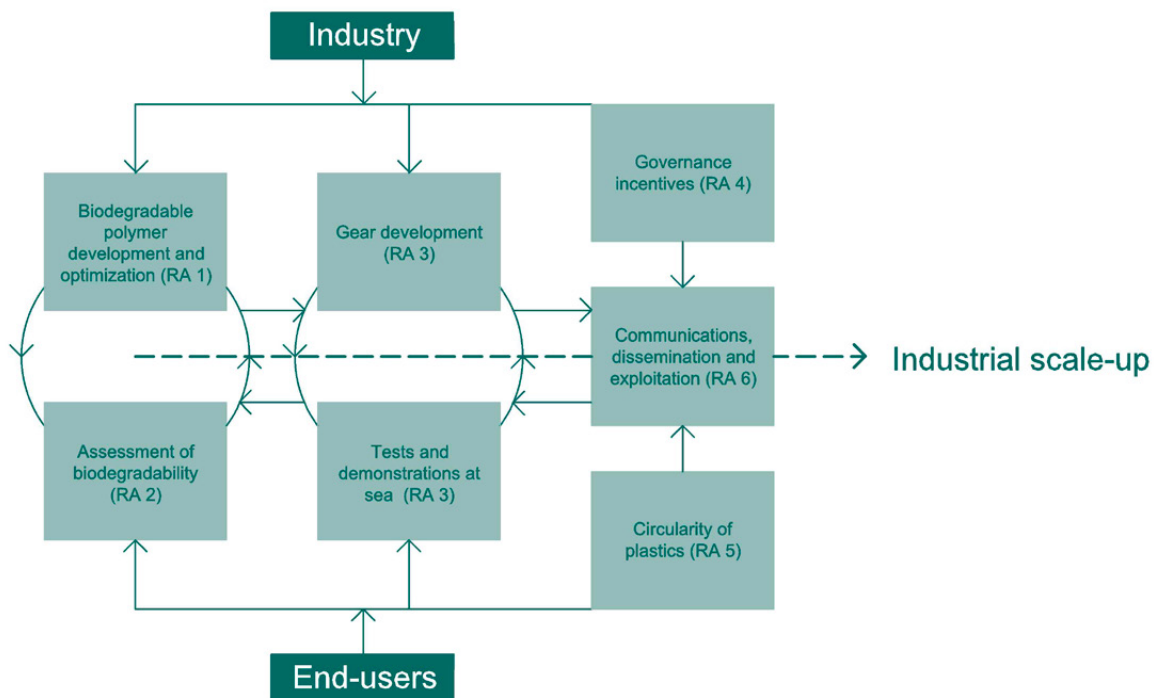 Industry
Governance
incentives (RA 4)
Biodegradable
polymer
development and
optimization (RA 1)
Gear development
(RA 3)
Communications,
dissemination and
exploitation (RA 6)
Industrial scale-up
Assessment of
biodegradability
(RA 2)
Tests and
demonstrations at
sea (RA 3)
Circularity of
plastics (RA 5)
End-users